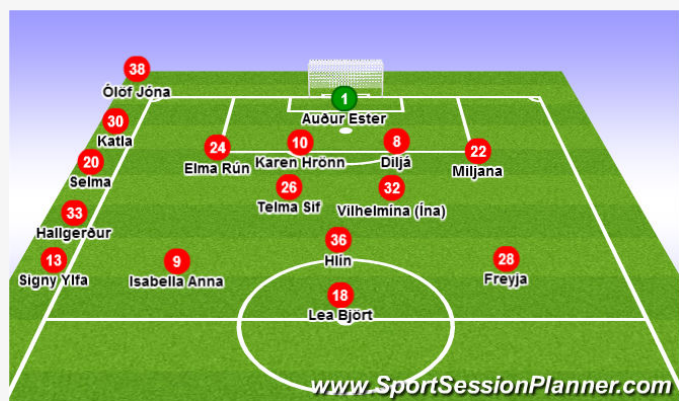 38
Ólöf Jóna
1
Auður Ester
30
Katla
24
Elma Rún
10
Karen Hrönn
8
Diljá
22
Miljana
20
Selma
26
Telma Sif
32
Vilhelmína (Ína)
33
Hallgerður
36
Hlín
13
Signy Ylfa
9
Isabella Anna
28
Freyja
18
Lea Björt
www.SportSessionPlanner.com